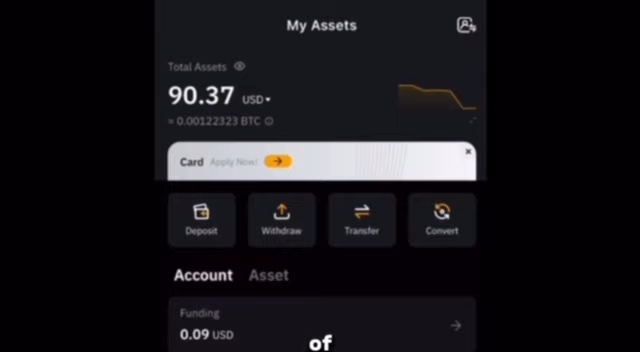 My Assets
Total Assets
90.37 USD
≈ 0.00122323 BTC
Card Apply Now!
Deposit Withdraw Transfer Convert
Account Asset
Funding
0.09 USD
of